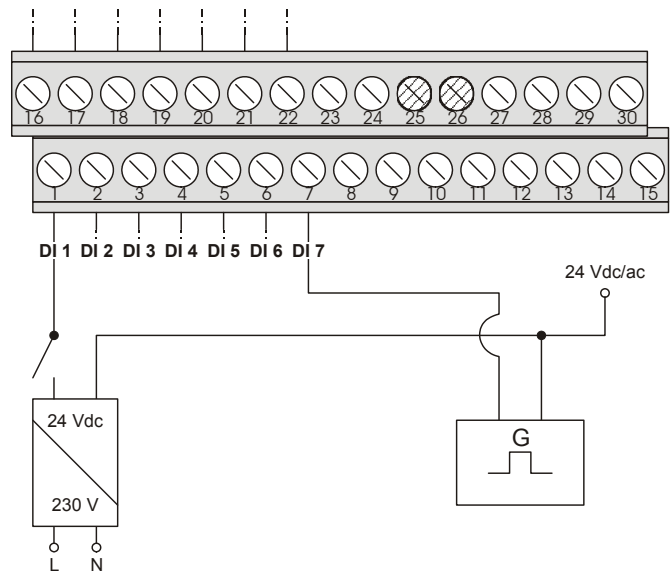 16 17 18 19 20 21 22 23 24 25 26 27 28 29 30
1 2 3 4 5 6 7 8 9 10 11 12 13 14 15
DI 1 DI 2 DI 3 DI 4 DI 5 DI 6 DI 7
24 Vdc/ac
24 Vdc
G
230 V
L N